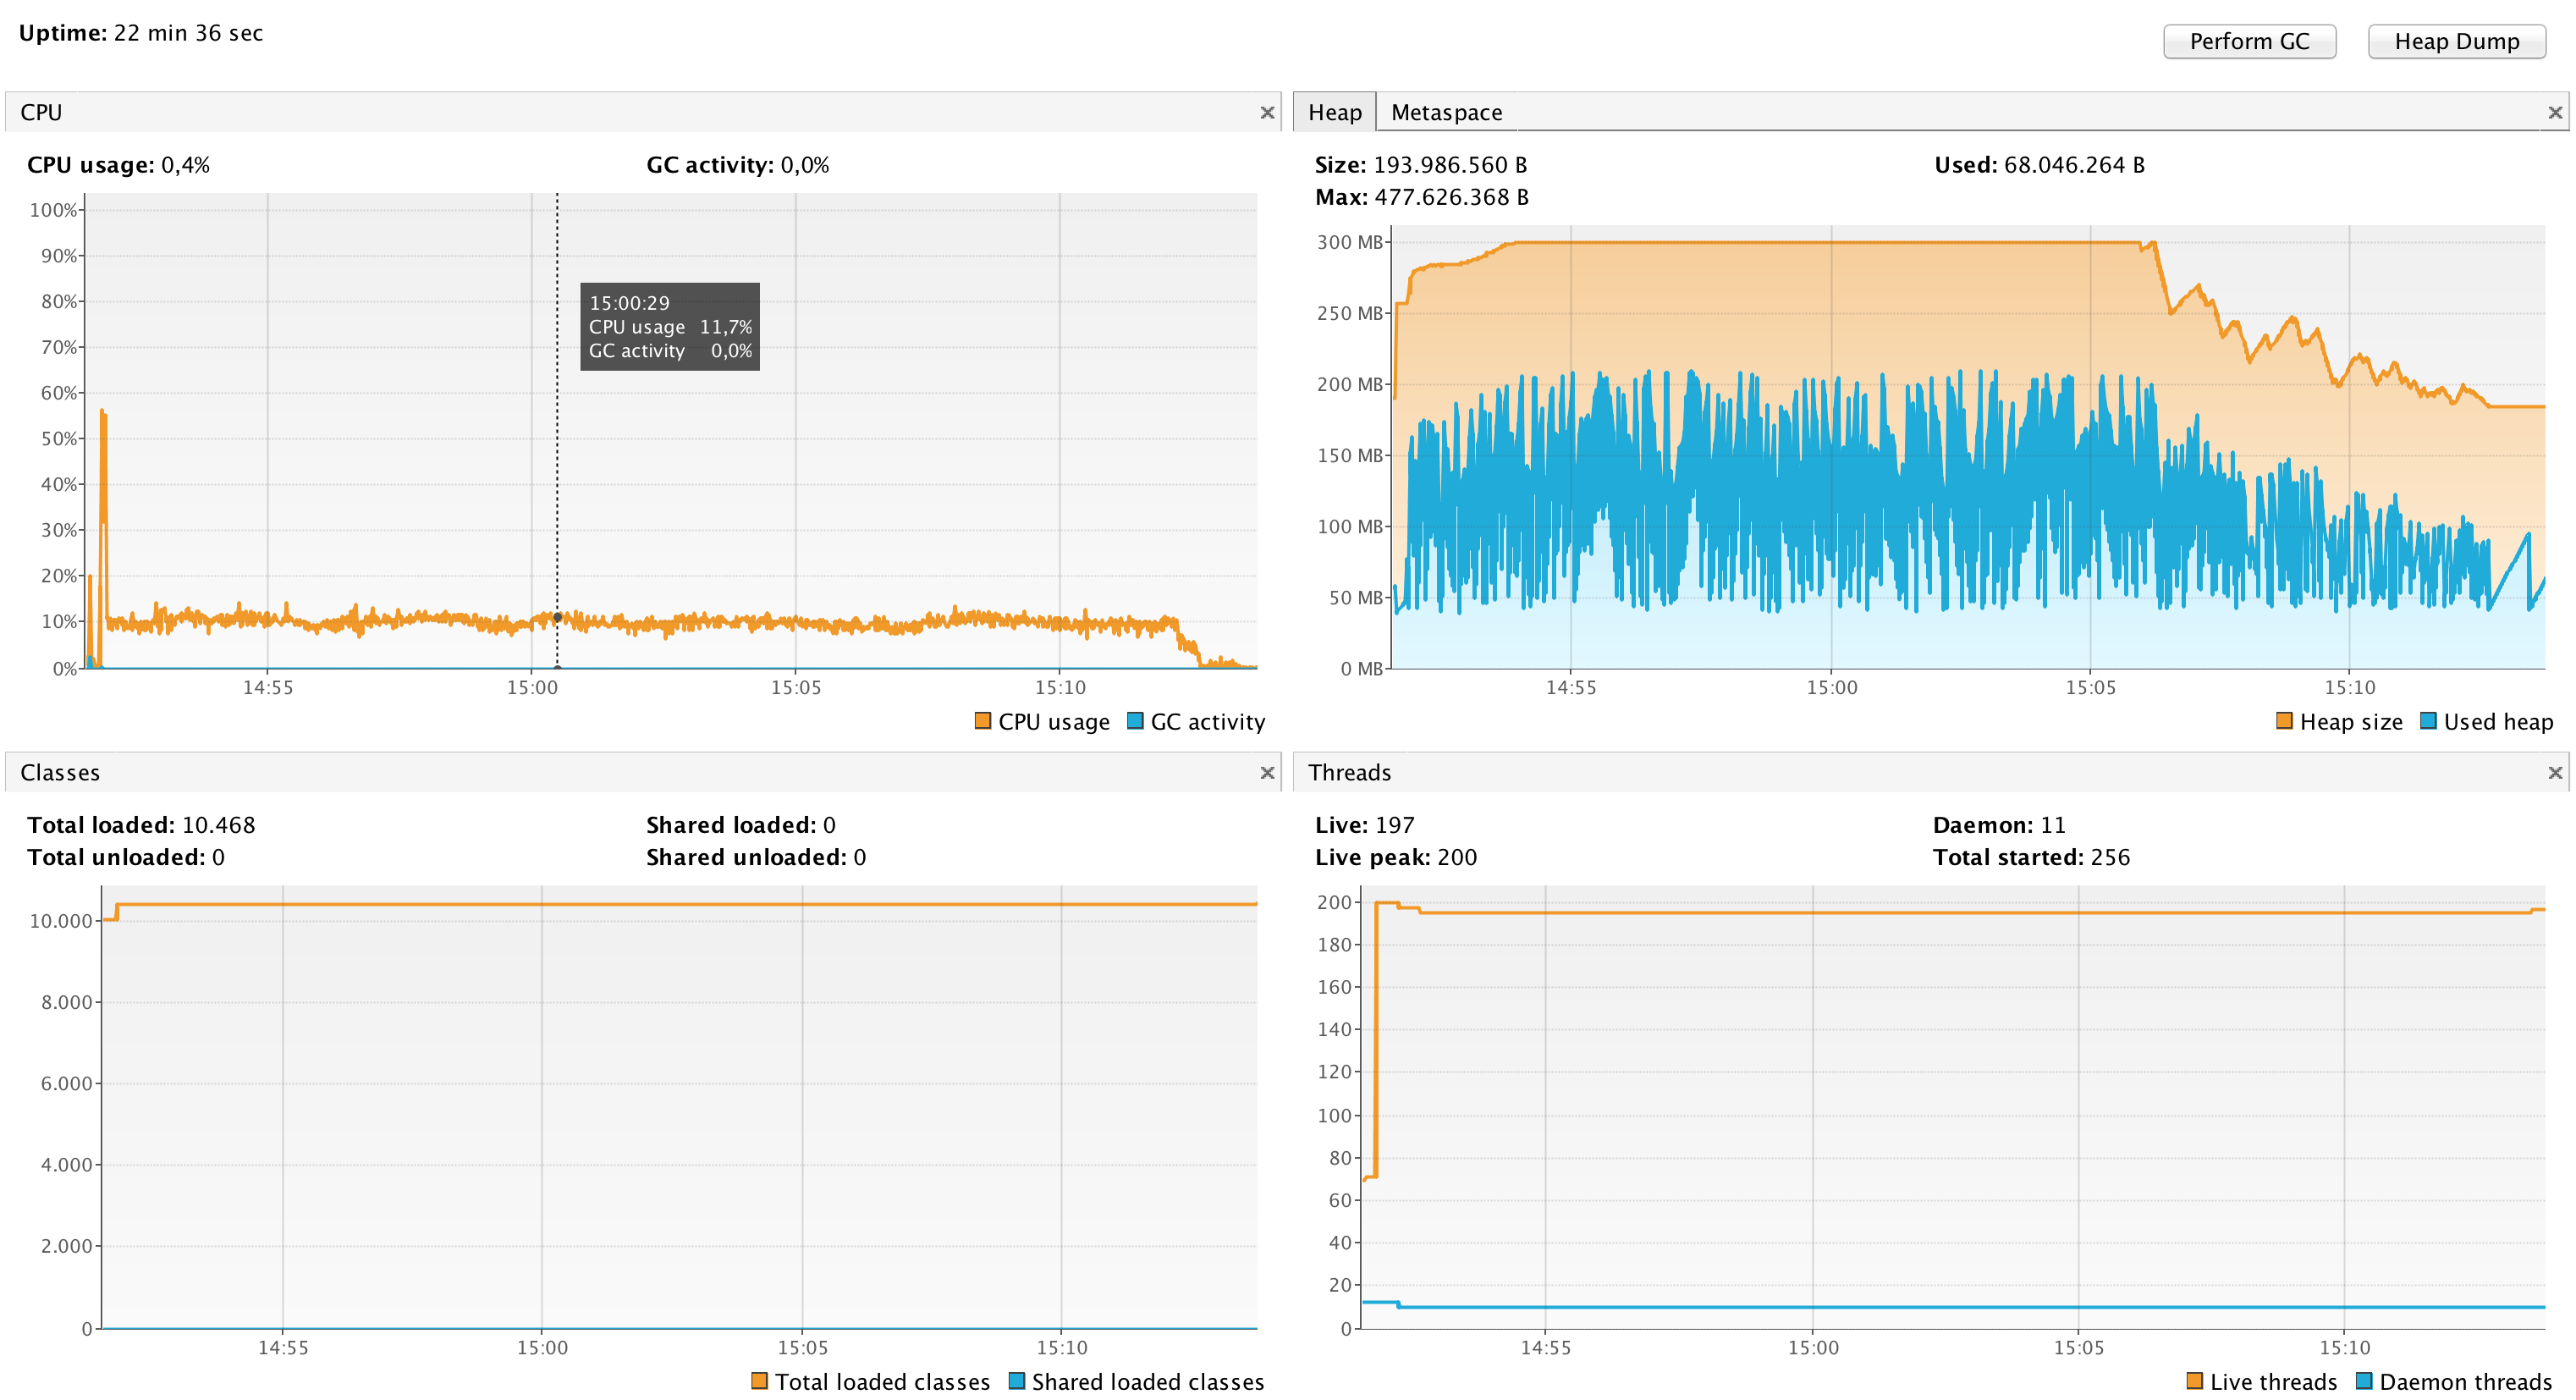 Uptime: 22 min 36 sec
Perform GC
Heap Dump
CPU
CPU usage: 0,4%
GC activity: 0,0%
100%
90%
80%
70%
60%
50%
40%
30%
20%
10%
0%
15:00:29
CPU usage 11,7%
GC activity 0,0%
14:55
15:00
15:05
15:10
CPU usage
GC activity
Heap
Metaspace
Size: 193.986.560 B
Used: 68.046.264 B
Max: 477.626.368 B
300 MB
250 MB
200 MB
150 MB
100 MB
50 MB
0 MB
14:55
15:00
15:05
15:10
Heap size
Used heap
Classes
Total loaded: 10.468
Shared loaded: 0
Total unloaded: 0
Shared unloaded: 0
10.000
8.000
6.000
4.000
2.000
0
14:55
15:00
15:05
15:10
Total loaded classes
Shared loaded classes
Threads
Live: 197
Daemon: 11
Live peak: 200
Total started: 256
200
180
160
140
120
100
80
60
40
20
0
14:55
15:00
15:05
15:10
Live threads
Daemon threads